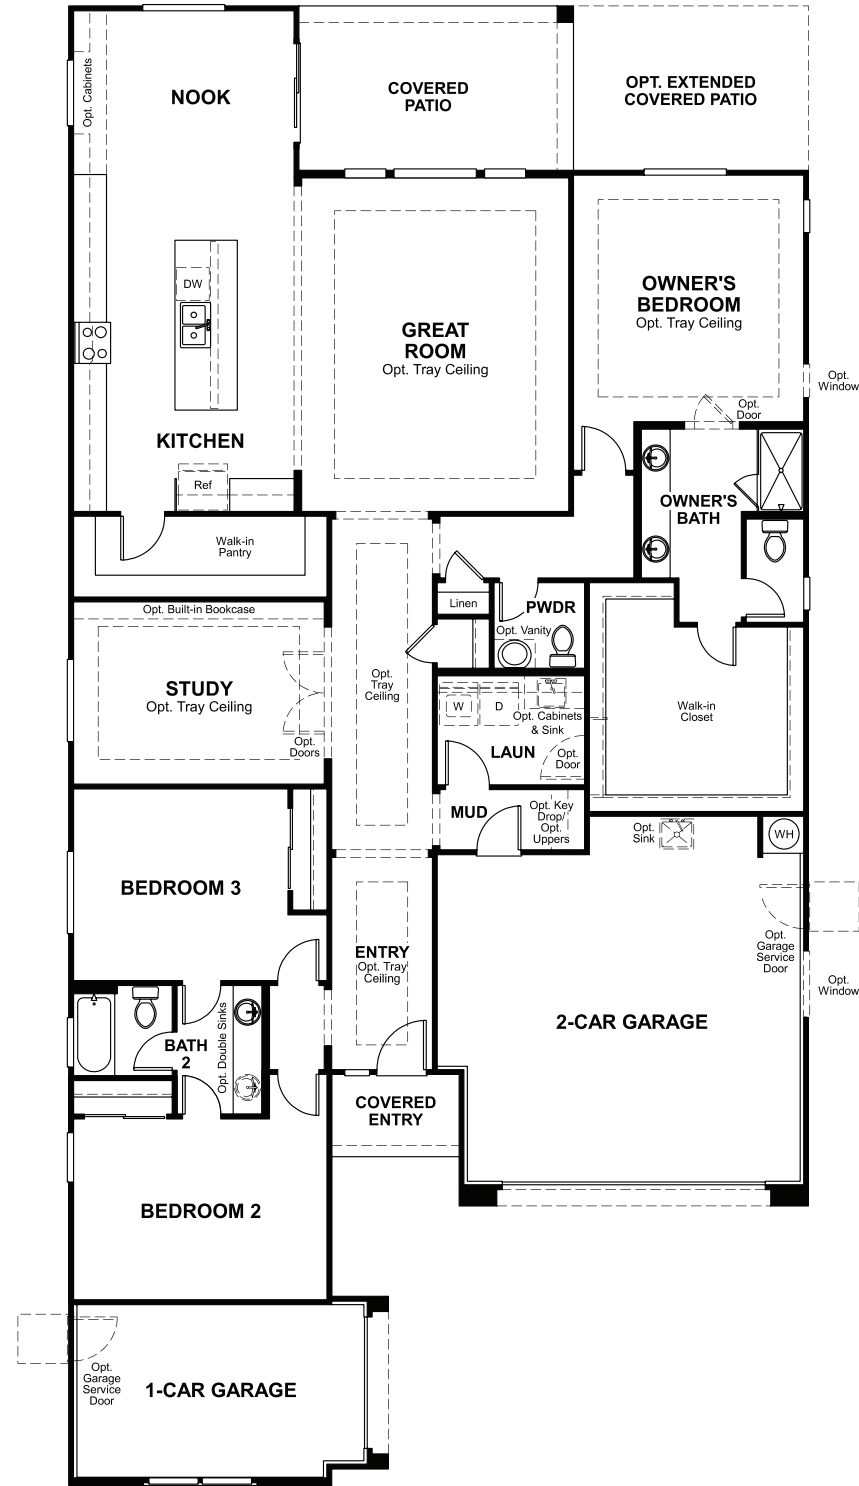 NOOK
Opt. Cabinets
COVERED
PATIO
OPT. EXTENDED
COVERED PATIO
DW
GREAT
ROOM
Opt. Tray Ceiling
OWNER'S
BEDROOM
Opt. Tray Ceiling
Opt.
Window
Opt.
Door
KITCHEN
Ref
OWNER'S
BATH
Walk-in
Pantry
Linen
PWDR
Opt. Vanity
Opt. Built-in Bookcase
STUDY
Opt. Tray Ceiling
Opt.
Doors
Opt.
Tray
Ceiling
W
D
Opt. Cabinets
& Sink
LAUN
Opt.
Door
Walk-in
Closet
MUD
Opt. Key
Drop/
Opt.
Uppers
Opt.
Sink
WH
BEDROOM 3
ENTRY
Opt. Tray
Ceiling
Opt.
Garage
Service
Door
Opt.
Window
2-CAR GARAGE
BATH
2
Opt. Double Sinks
COVERED
ENTRY
BEDROOM 2
Opt.
Garage
Service
Door
1-CAR GARAGE